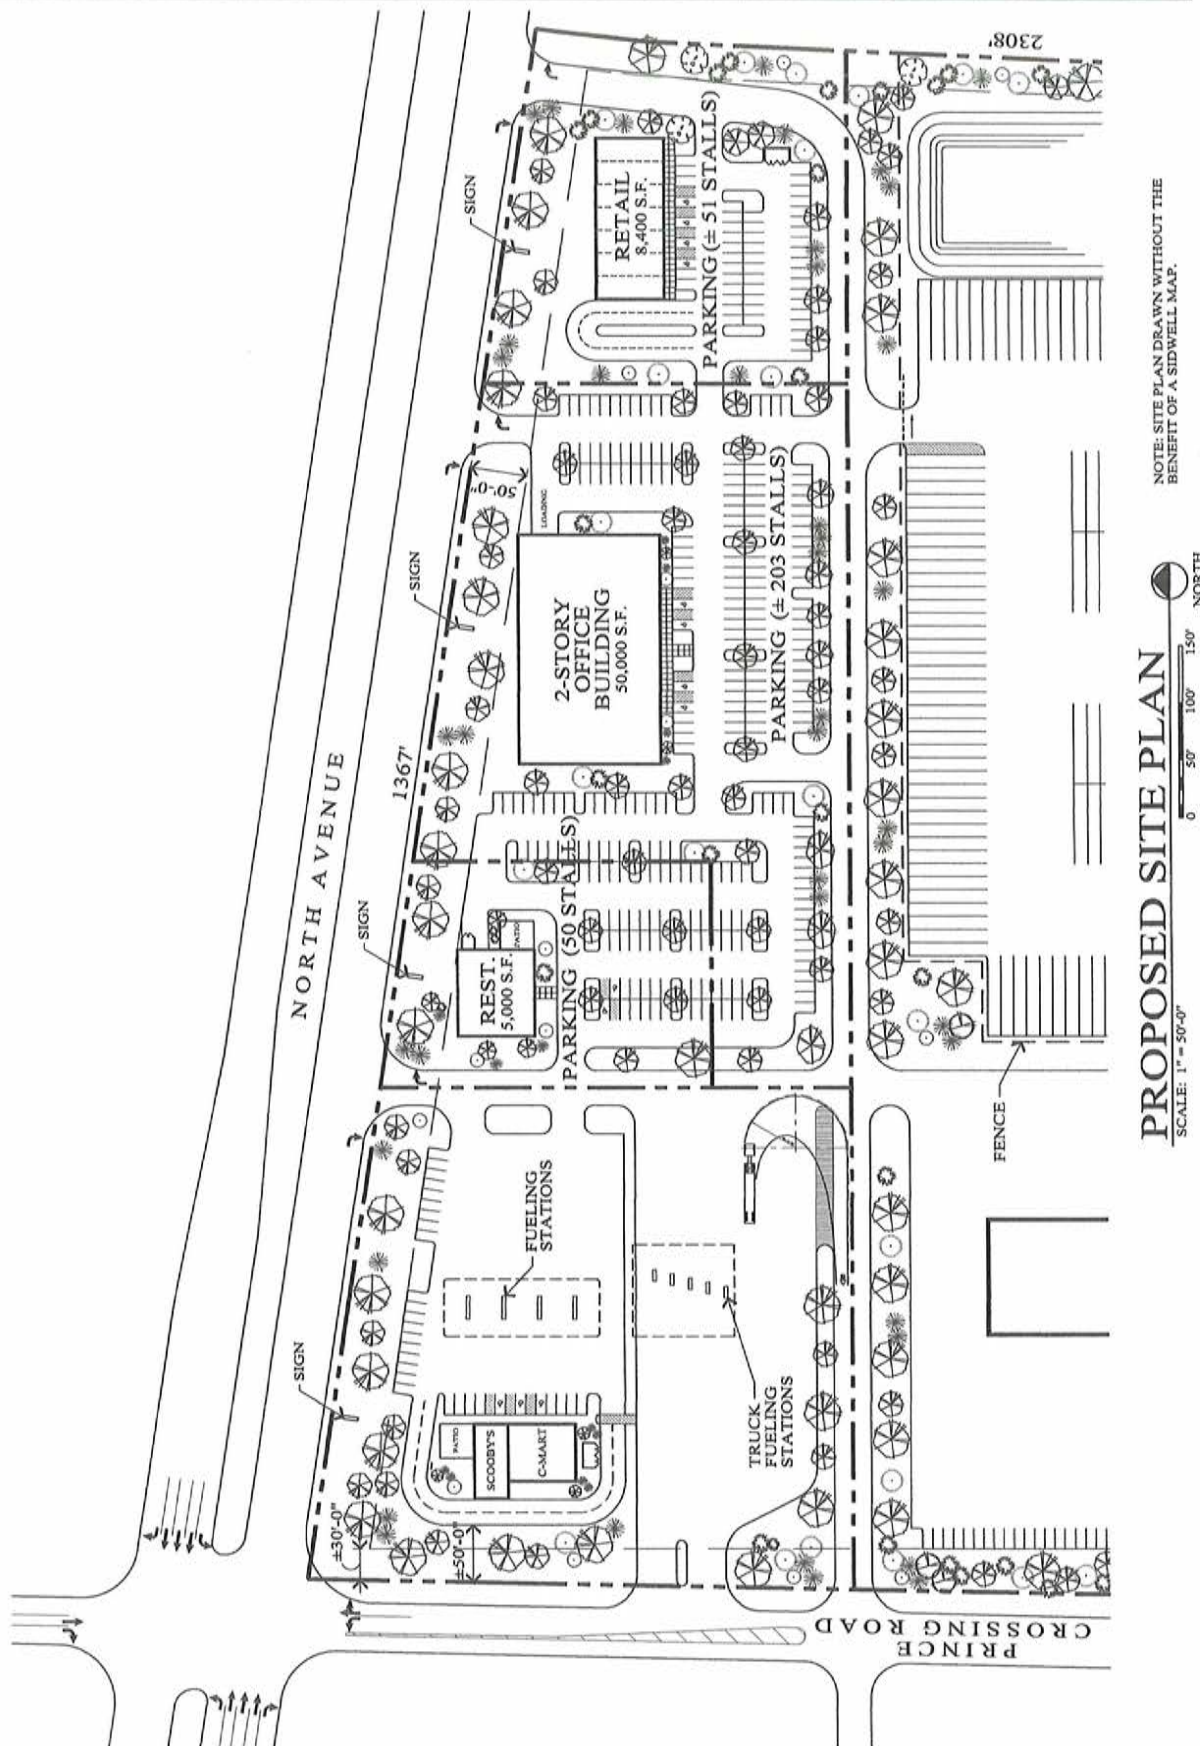 2308'
SIGN
RETAIL
8,400 S.F.
PARKING (± 51 STALLS)
SIGN
50'-0"
LOADING
2-STORY
OFFICE
BUILDING
50,000 S.F.
PARKING (± 203 STALLS)
NORTH AVENUE
1367'
SIGN
REST.
5,000 S.F.
PATIO
PARKING (50 STALLS)
SIGN
FUELING
STATIONS
PATIO
SCOOBY'S
C-MART
TRUCK
FUELING
STATIONS
±30'-0"
±50'-0"
PRINCE
CROSSING ROAD
FENCE
NOTE: SITE PLAN DRAWN WITHOUT THE
BENEFIT OF A SIDWELL MAP.
PROPOSED SITE PLAN
SCALE: 1" = 50'-0"
0 50' 100' 150'
NORTH